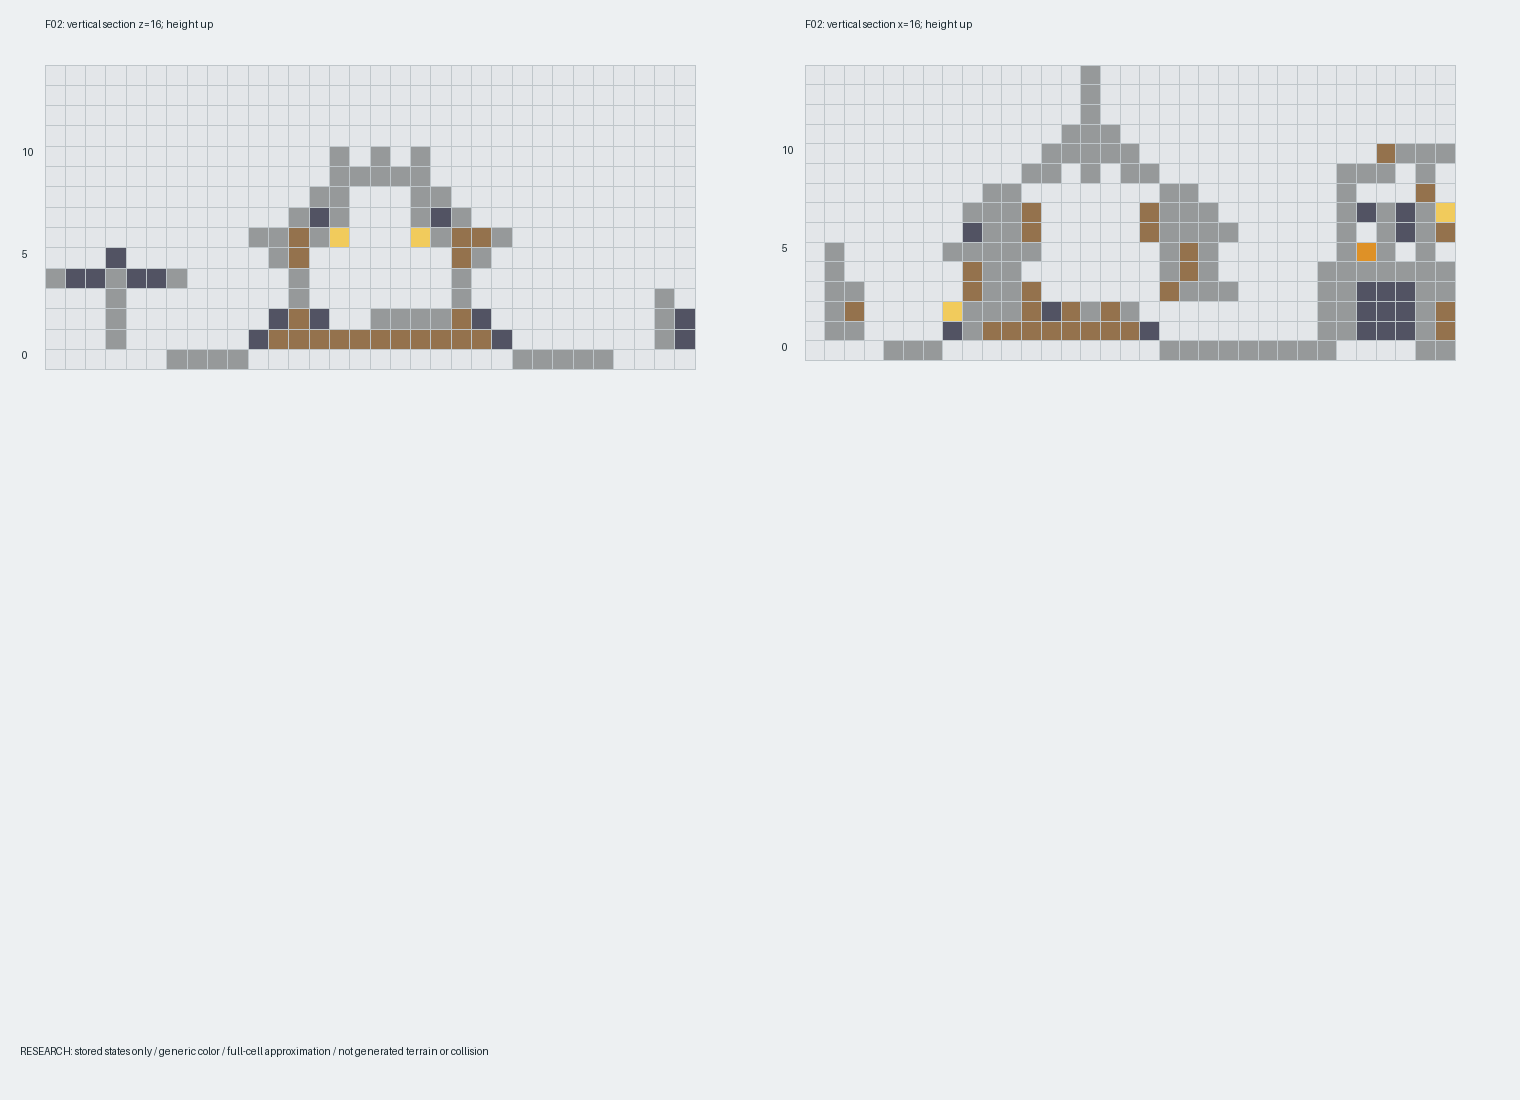 F02: vertical section z=16; height up
F02: vertical section x=16; height up
10
5
0
10
5
0
RESEARCH: stored states only / generic color / full-cell approximation / not generated terrain or collision